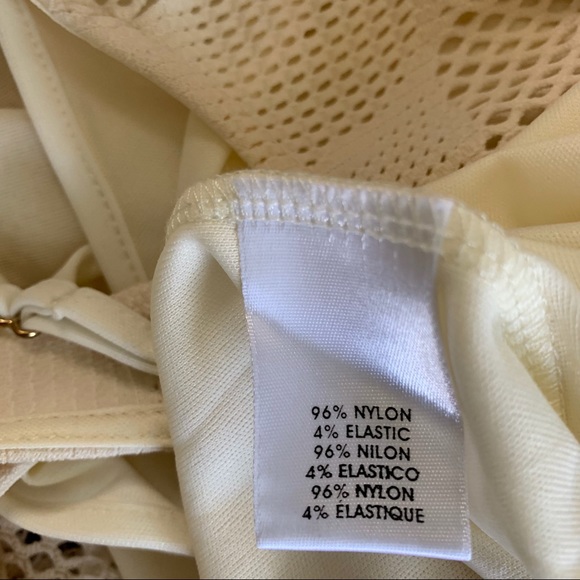 96% NYLON
4% ELASTIC
96% NILON
4% ELASTICO
96% NYLON
4% ÉLASTIQUE